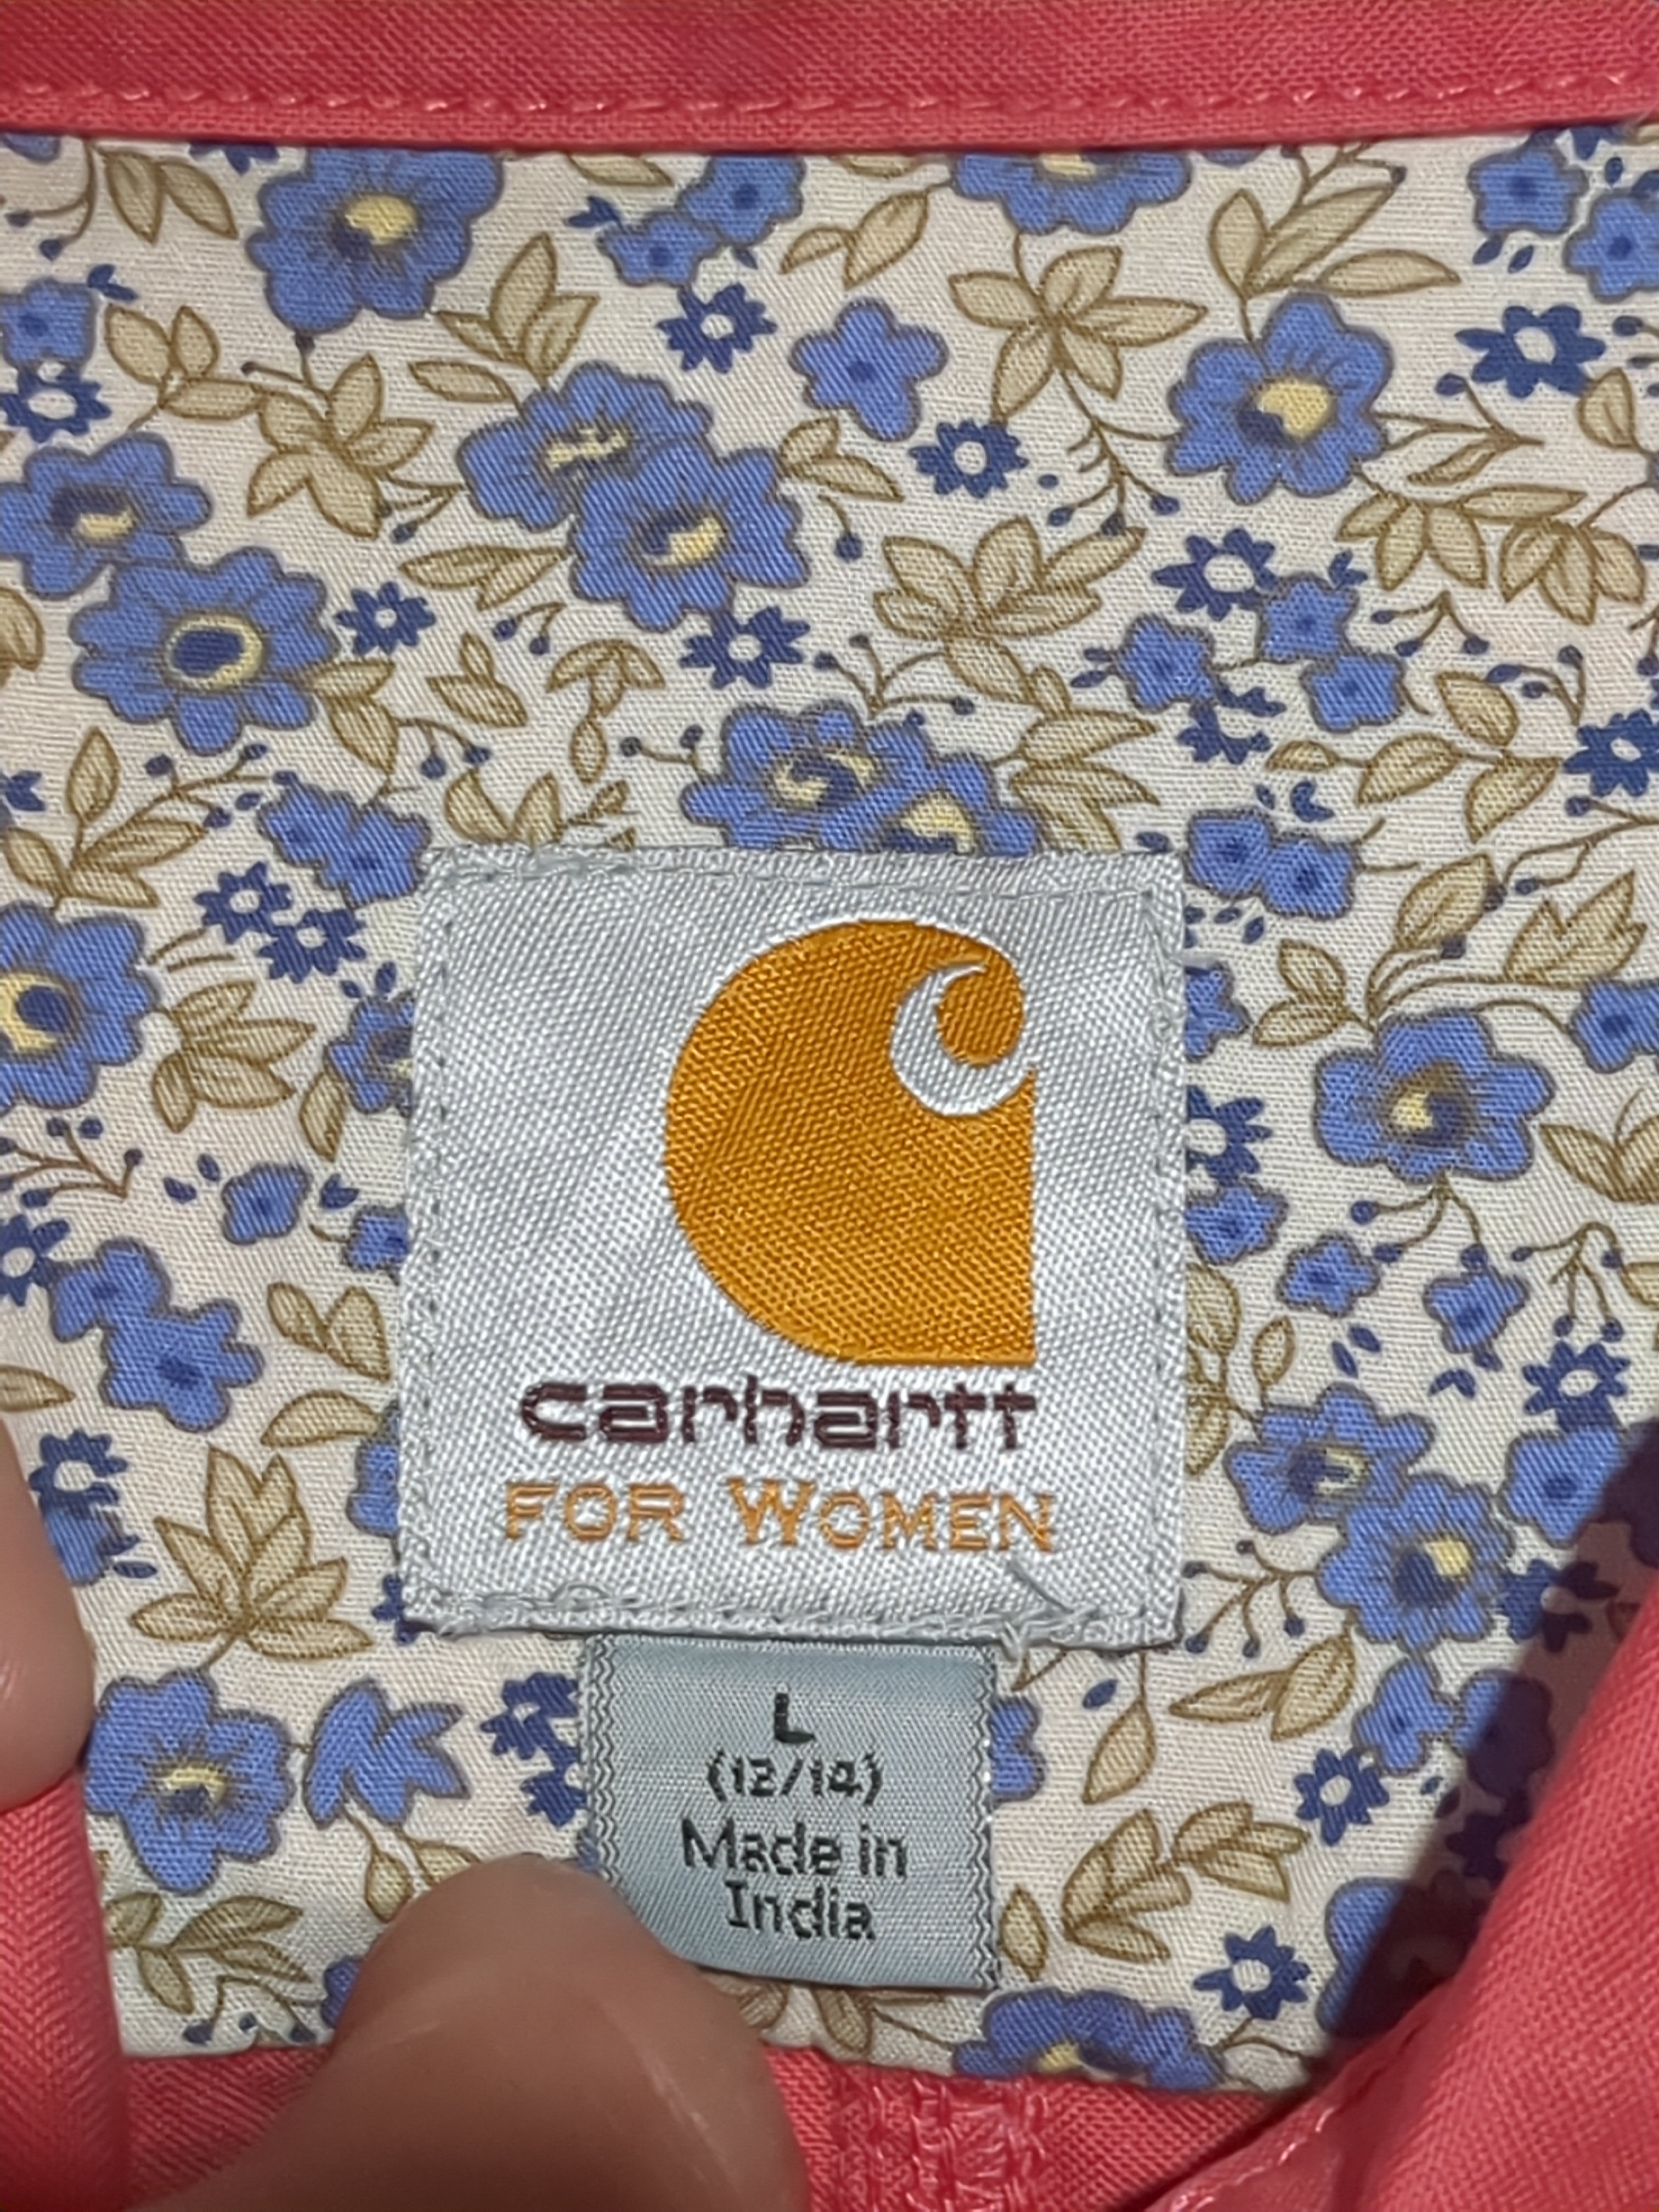 carhartt
FOR WOMEN
L
(12/14)
Made in
India